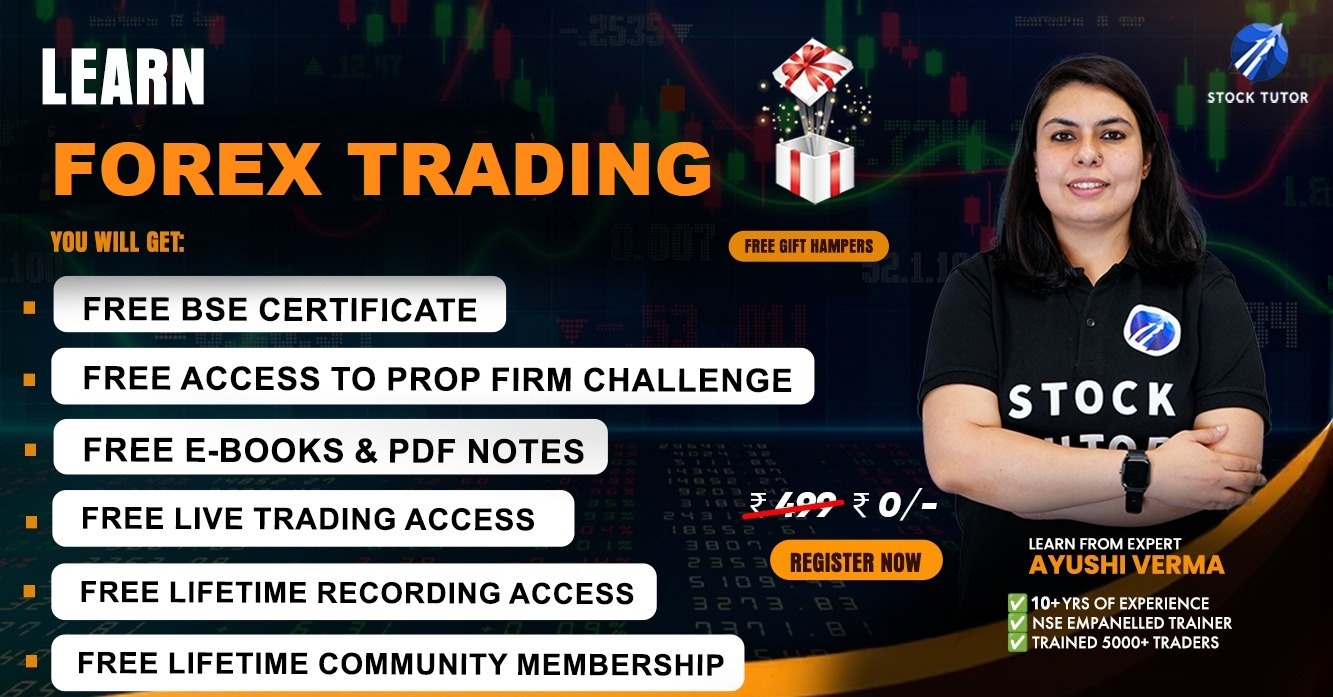 LEARN
FOREX TRADING
YOU WILL GET:
FREE BSE CERTIFICATE
FREE ACCESS TO PROP FIRM CHALLENGE
FREE E-BOOKS & PDF NOTES
FREE LIVE TRADING ACCESS
FREE LIFETIME RECORDING ACCESS
FREE LIFETIME COMMUNITY MEMBERSHIP
FREE GIFT HAMPERS
₹ 499 ₹ 0/-
REGISTER NOW
STOCK TUTOR
STOCK
TUTOR
LEARN FROM EXPERT
AYUSHI VERMA
✅ 10+YRS OF EXPERIENCE
✅ NSE EMPANELLED TRAINER
✅ TRAINED 5000+ TRADERS